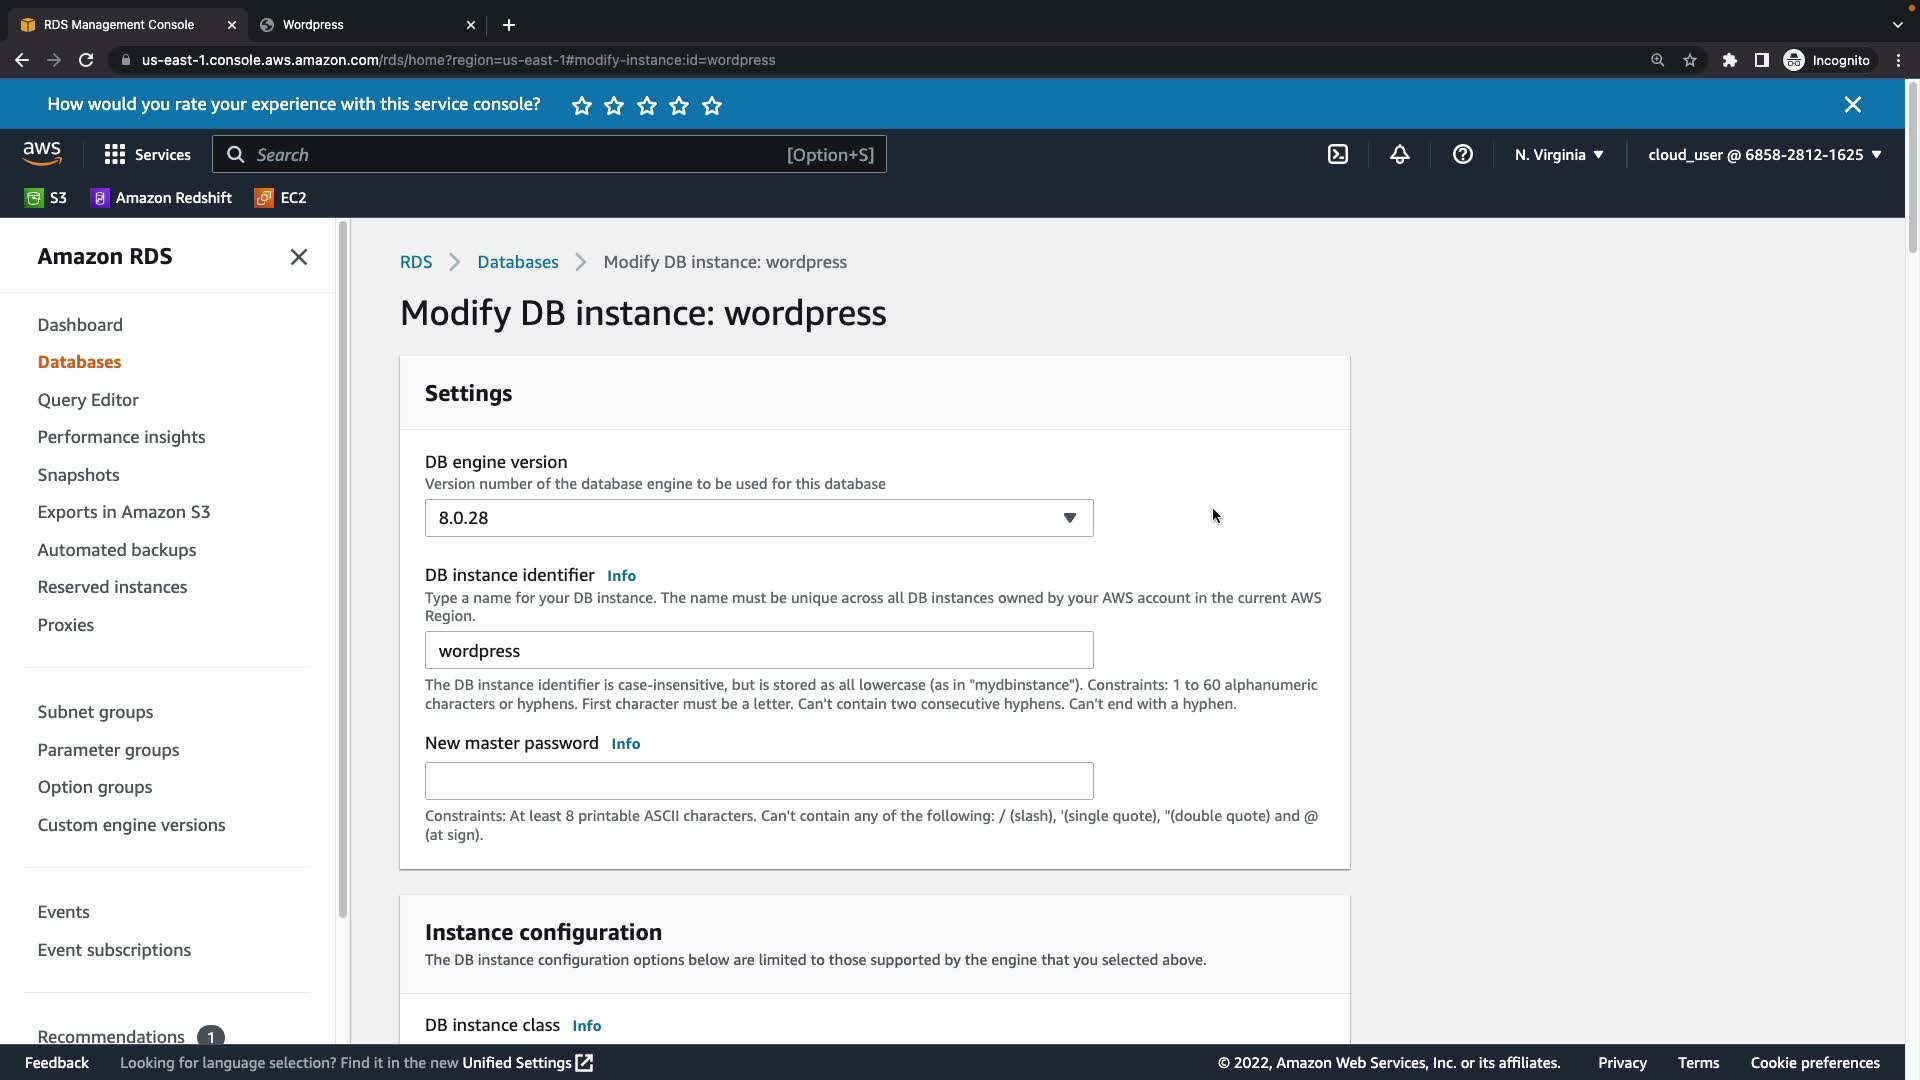 RDS Management Console
Wordpress
us-east-1.console.aws.amazon.com/rds/home?region=us-east-1#modify-instance:id=wordpress
Incognito
How would you rate your experience with this service console?
aws
Services
Search
[Option+S]
N. Virginia
cloud_user @ 6858-2812-1625
S3
Amazon Redshift
EC2
Amazon RDS
Dashboard
Databases
Query Editor
Performance insights
Snapshots
Exports in Amazon S3
Automated backups
Reserved instances
Proxies
Subnet groups
Parameter groups
Option groups
Custom engine versions
Events
Event subscriptions
Recommendations 1
RDS > Databases > Modify DB instance: wordpress
Modify DB instance: wordpress
Settings
DB engine version
Version number of the database engine to be used for this database
8.0.28
DB instance identifier Info
Type a name for your DB instance. The name must be unique across all DB instances owned by your AWS account in the current AWS
Region.
wordpress
The DB instance identifier is case-insensitive, but is stored as all lowercase (as in "mydbinstance"). Constraints: 1 to 60 alphanumeric
characters or hyphens. First character must be a letter. Can't contain two consecutive hyphens. Can't end with a hyphen.
New master password Info
Constraints: At least 8 printable ASCII characters. Can't contain any of the following: / (slash), '(single quote), "(double quote) and @
(at sign).
Instance configuration
The DB instance configuration options below are limited to those supported by the engine that you selected above.
DB instance class Info
Feedback
Looking for language selection? Find it in the new Unified Settings
© 2022, Amazon Web Services, Inc. or its affiliates.
Privacy
Terms
Cookie preferences